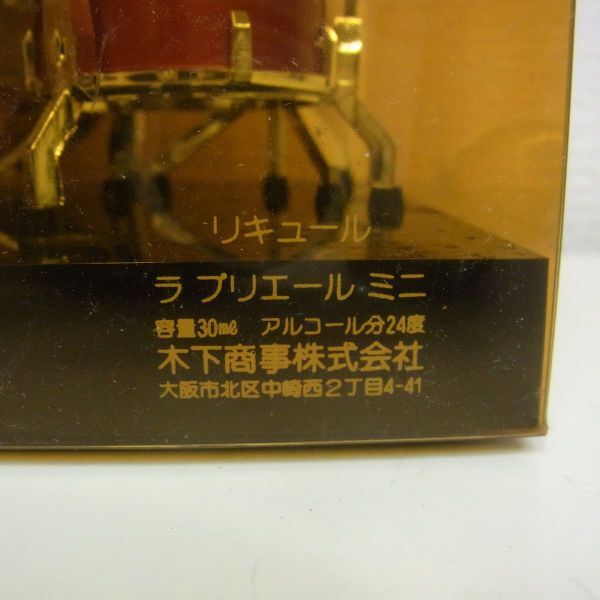 リキュール
ラ プリエール ミニ
容量30mℓ アルコール分24度
木下商事株式会社
大阪市北区中崎西2丁目4-41